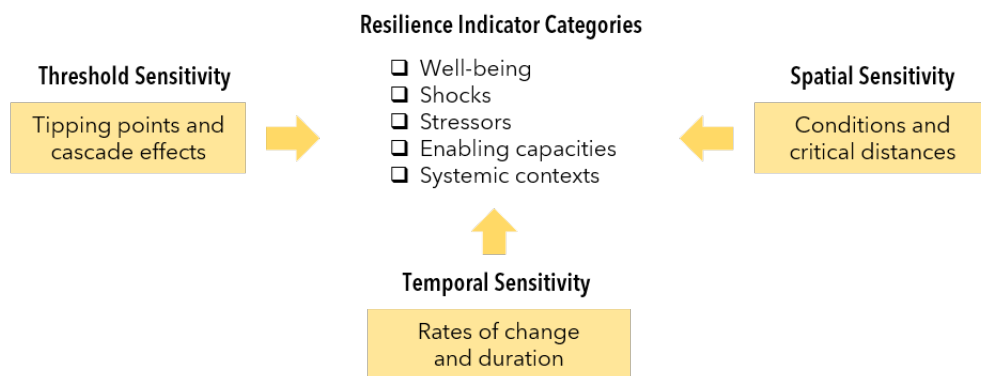 Resilience Indicator Categories
❑ Well-being
❑ Shocks
❑ Stressors
❑ Enabling capacities
❑ Systemic contexts
Threshold Sensitivity
Tipping points and
cascade effects
Spatial Sensitivity
Conditions and
critical distances
Temporal Sensitivity
Rates of change
and duration